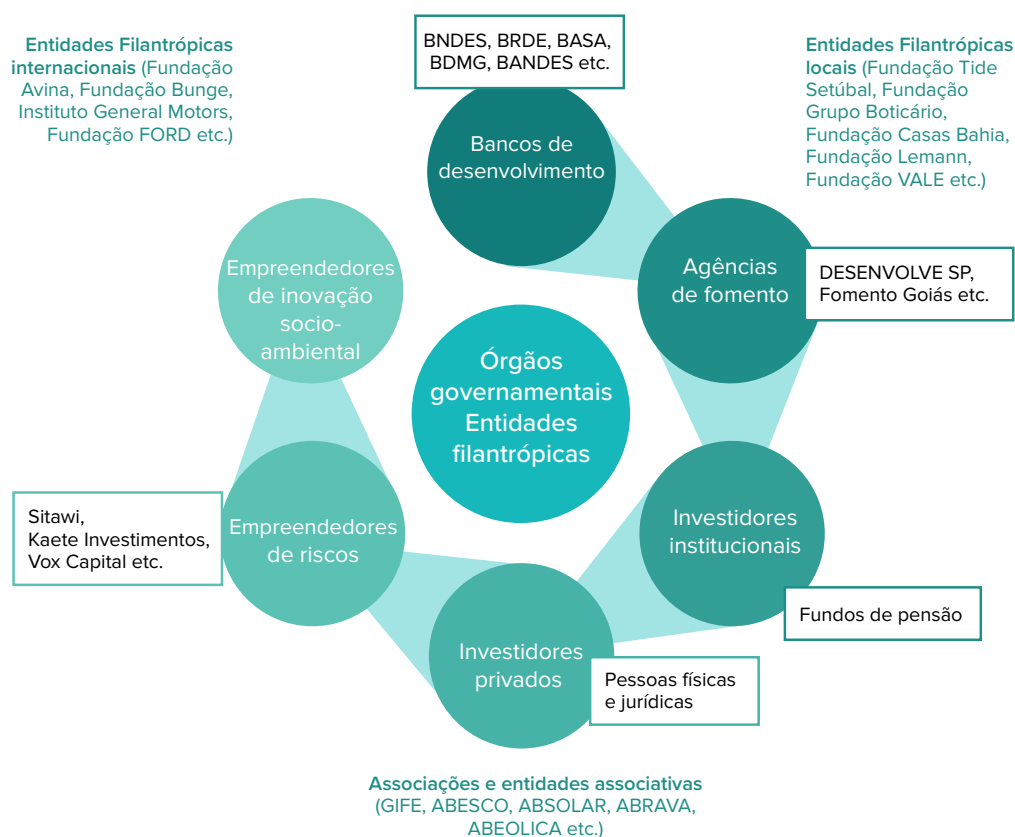 Entidades Filantrópicas
internacionais (Fundação
Avina, Fundação Bunge,
Instituto General Motors,
Fundação FORD etc.)
BNDES, BRDE, BASA,
BDMG, BANDES etc.
Entidades Filantrópicas
locais (Fundação Tide
Setúbal, Fundação
Grupo Boticário,
Fundação Casas Bahia,
Fundação Lemann,
Fundação VALE etc.)
Bancos de
desenvolvimento
Agências
de fomento
DESENVOLVE SP,
Fomento Goiás etc.
Empreendedores
de inovação
socio-
ambiental
Órgãos
governamentais
Entidades
filantrópicas
Sitawi,
Kaete Investimentos,
Vox Capital etc.
Empreendedores
de riscos
Investidores
institucionais
Fundos de pensão
Investidores
privados
Pessoas físicas
e jurídicas
Associações e entidades associativas
(GIFE, ABESCO, ABSOLAR, ABRAVA,
ABEOLICA etc.)